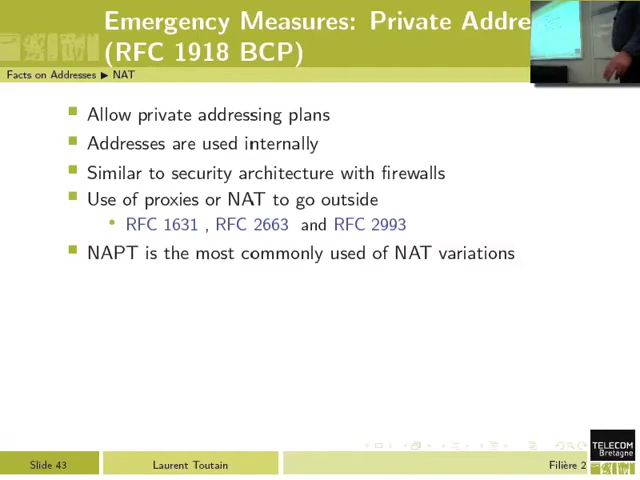 Emergency Measures: Private
(RFC 1918 BCP)
Facts on Addresses ▶ NAT
Allow private addressing plans
Addresses are used internally
Similar to security architecture with firewalls
Use of proxies or NAT to go outside
RFC 1631 , RFC 2663 and RFC 2993
NAPT is the most commonly used of NAT variations
TELECOM
Bretagne
Slide 43
Laurent Toutain
Filière 2